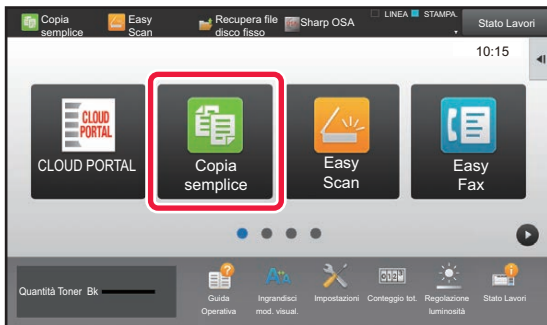 Copia
semplice
Easy
Scan
Recupera file
disco fisso
Sharp OSA
LINEA
STAMPA.
Stato Lavori
10:15
CLOUD
PORTAL
CLOUD PORTAL
Copia
semplice
Easy
Scan
Easy
Fax
Quantità Toner Bk
Guida
Operativa
Ingrandisci
mod. visual.
Impostazioni
Conteggio tot.
Regolazione
luminosità
Stato Lavori